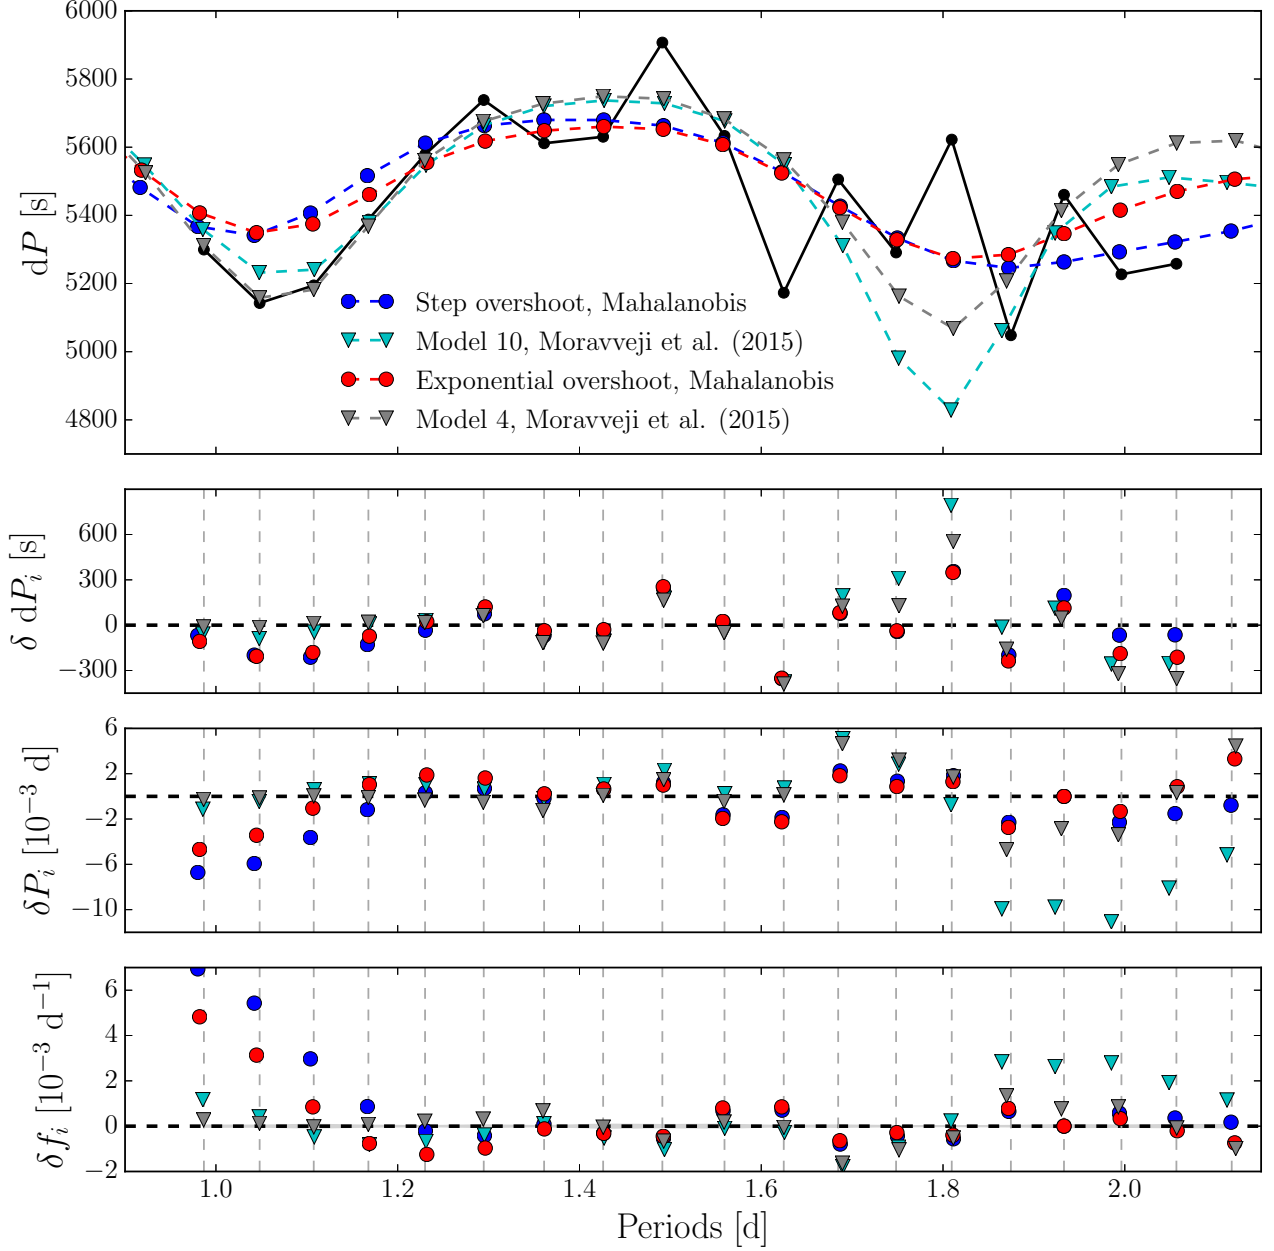 6000
5800
5600
5400
5200
5000
4800
dP [s]
Step overshoot, Mahalanobis
Model 10, Moravveji et al. (2015)
Exponential overshoot, Mahalanobis
Model 4, Moravveji et al. (2015)
600
300
0
−300
δ dPᵢ [s]
6
2
−2
−6
−10
δPᵢ [10⁻³ d]
6
4
2
0
−2
δfᵢ [10⁻³ d⁻¹]
1.0 1.2 1.4 1.6 1.8 2.0
Periods [d]